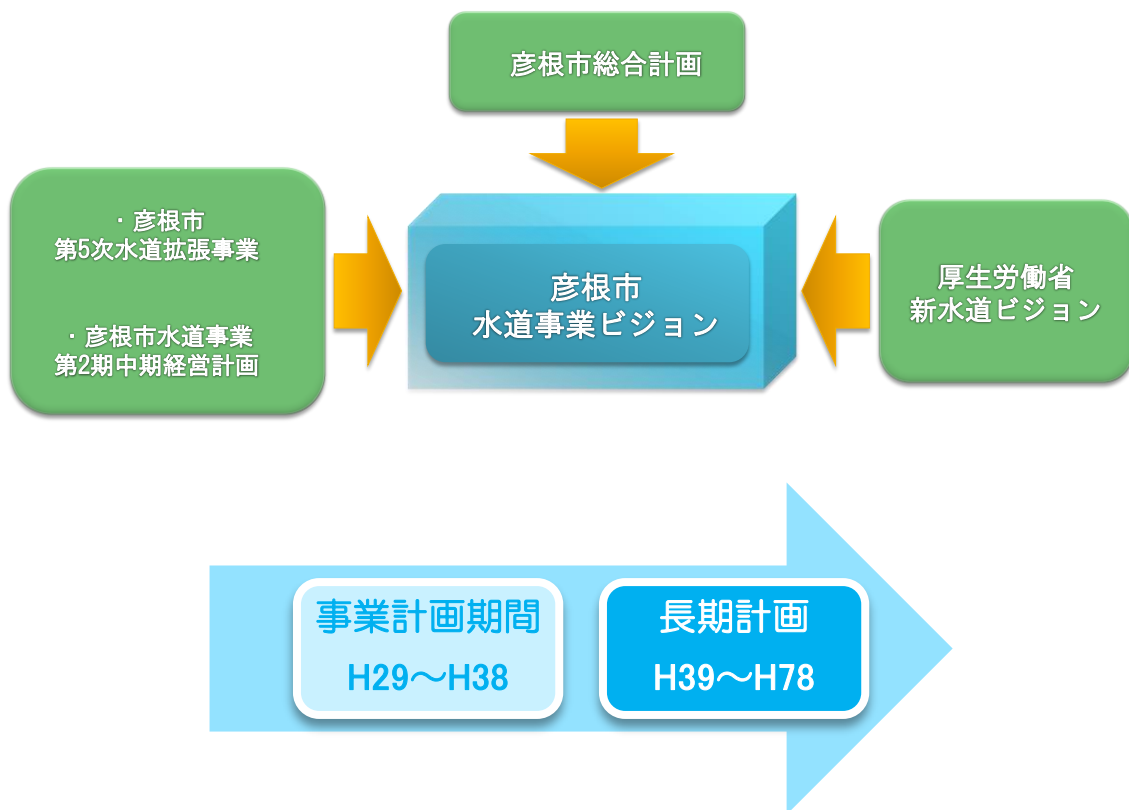 彦根市総合計画
・彦根市
第5次水道拡張事業
・彦根市水道事業
第2期中期経営計画
彦根市
水道事業ビジョン
厚生労働省
新水道ビジョン
事業計画期間
H29～H38
長期計画
H39～H78